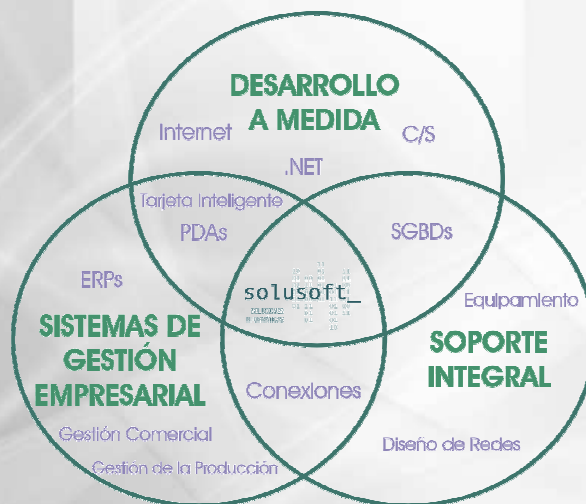 DESARROLLO
A MEDIDA
Internet
C/S
.NET
Tarjeta Inteligente
PDAs
SGBDs
ERPs
solusoft_
Equipamiento
SISTEMAS DE
GESTIÓN
EMPRESARIAL
SOPORTE
INTEGRAL
Conexiones
Gestión Comercial
Diseño de Redes
Gestión de la Producción